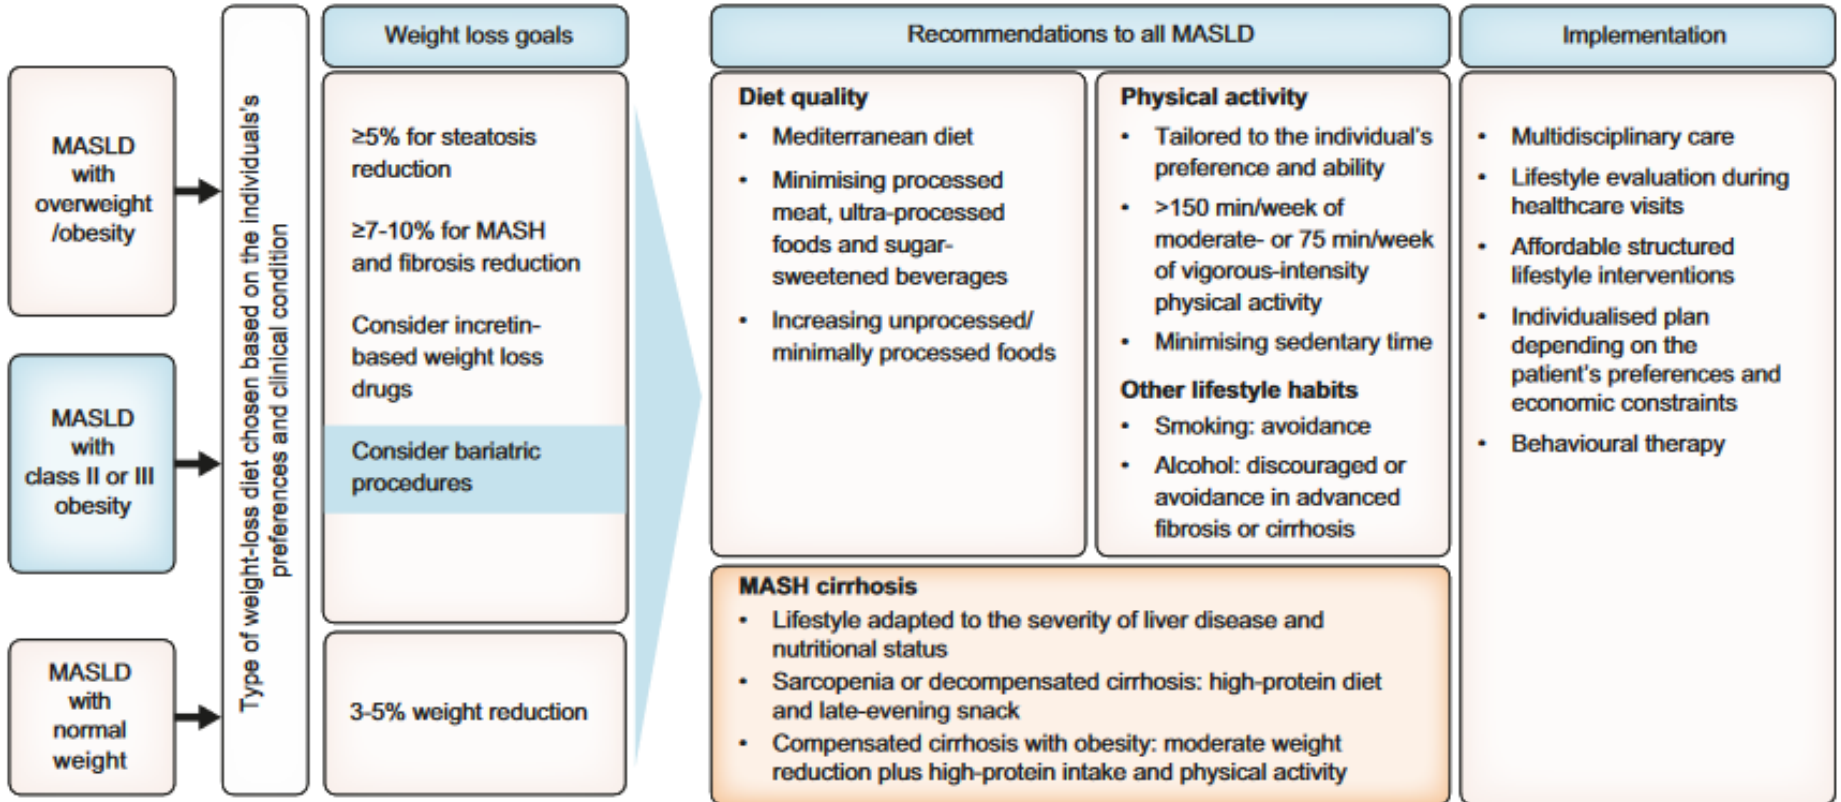 MASLD
with
overweight
/obesity
MASLD
with
class II or III
obesity
MASLD
with
normal
weight
Type of weight-loss diet chosen based on the individuals's
preferences and clinical condition
Weight loss goals
≥5% for steatosis
reduction
≥7-10% for MASH
and fibrosis reduction
Consider incretin-
based weight loss
drugs
Consider bariatric
procedures
3-5% weight reduction
Recommendations to all MASLD
Diet quality
• Mediterranean diet
• Minimising processed
meat, ultra-processed
foods and sugar-
sweetened beverages
• Increasing unprocessed/
minimally processed foods
Physical activity
• Tailored to the individual's
preference and ability
• >150 min/week of
moderate- or 75 min/week
of vigorous-intensity
physical activity
• Minimising sedentary time
Other lifestyle habits
• Smoking: avoidance
• Alcohol: discouraged or
avoidance in advanced
fibrosis or cirrhosis
MASH cirrhosis
• Lifestyle adapted to the severity of liver disease and
nutritional status
• Sarcopenia or decompensated cirrhosis: high-protein diet
and late-evening snack
• Compensated cirrhosis with obesity: moderate weight
reduction plus high-protein intake and physical activity
Implementation
• Multidisciplinary care
• Lifestyle evaluation during
healthcare visits
• Affordable structured
lifestyle interventions
• Individualised plan
depending on the
patient's preferences and
economic constraints
• Behavioural therapy